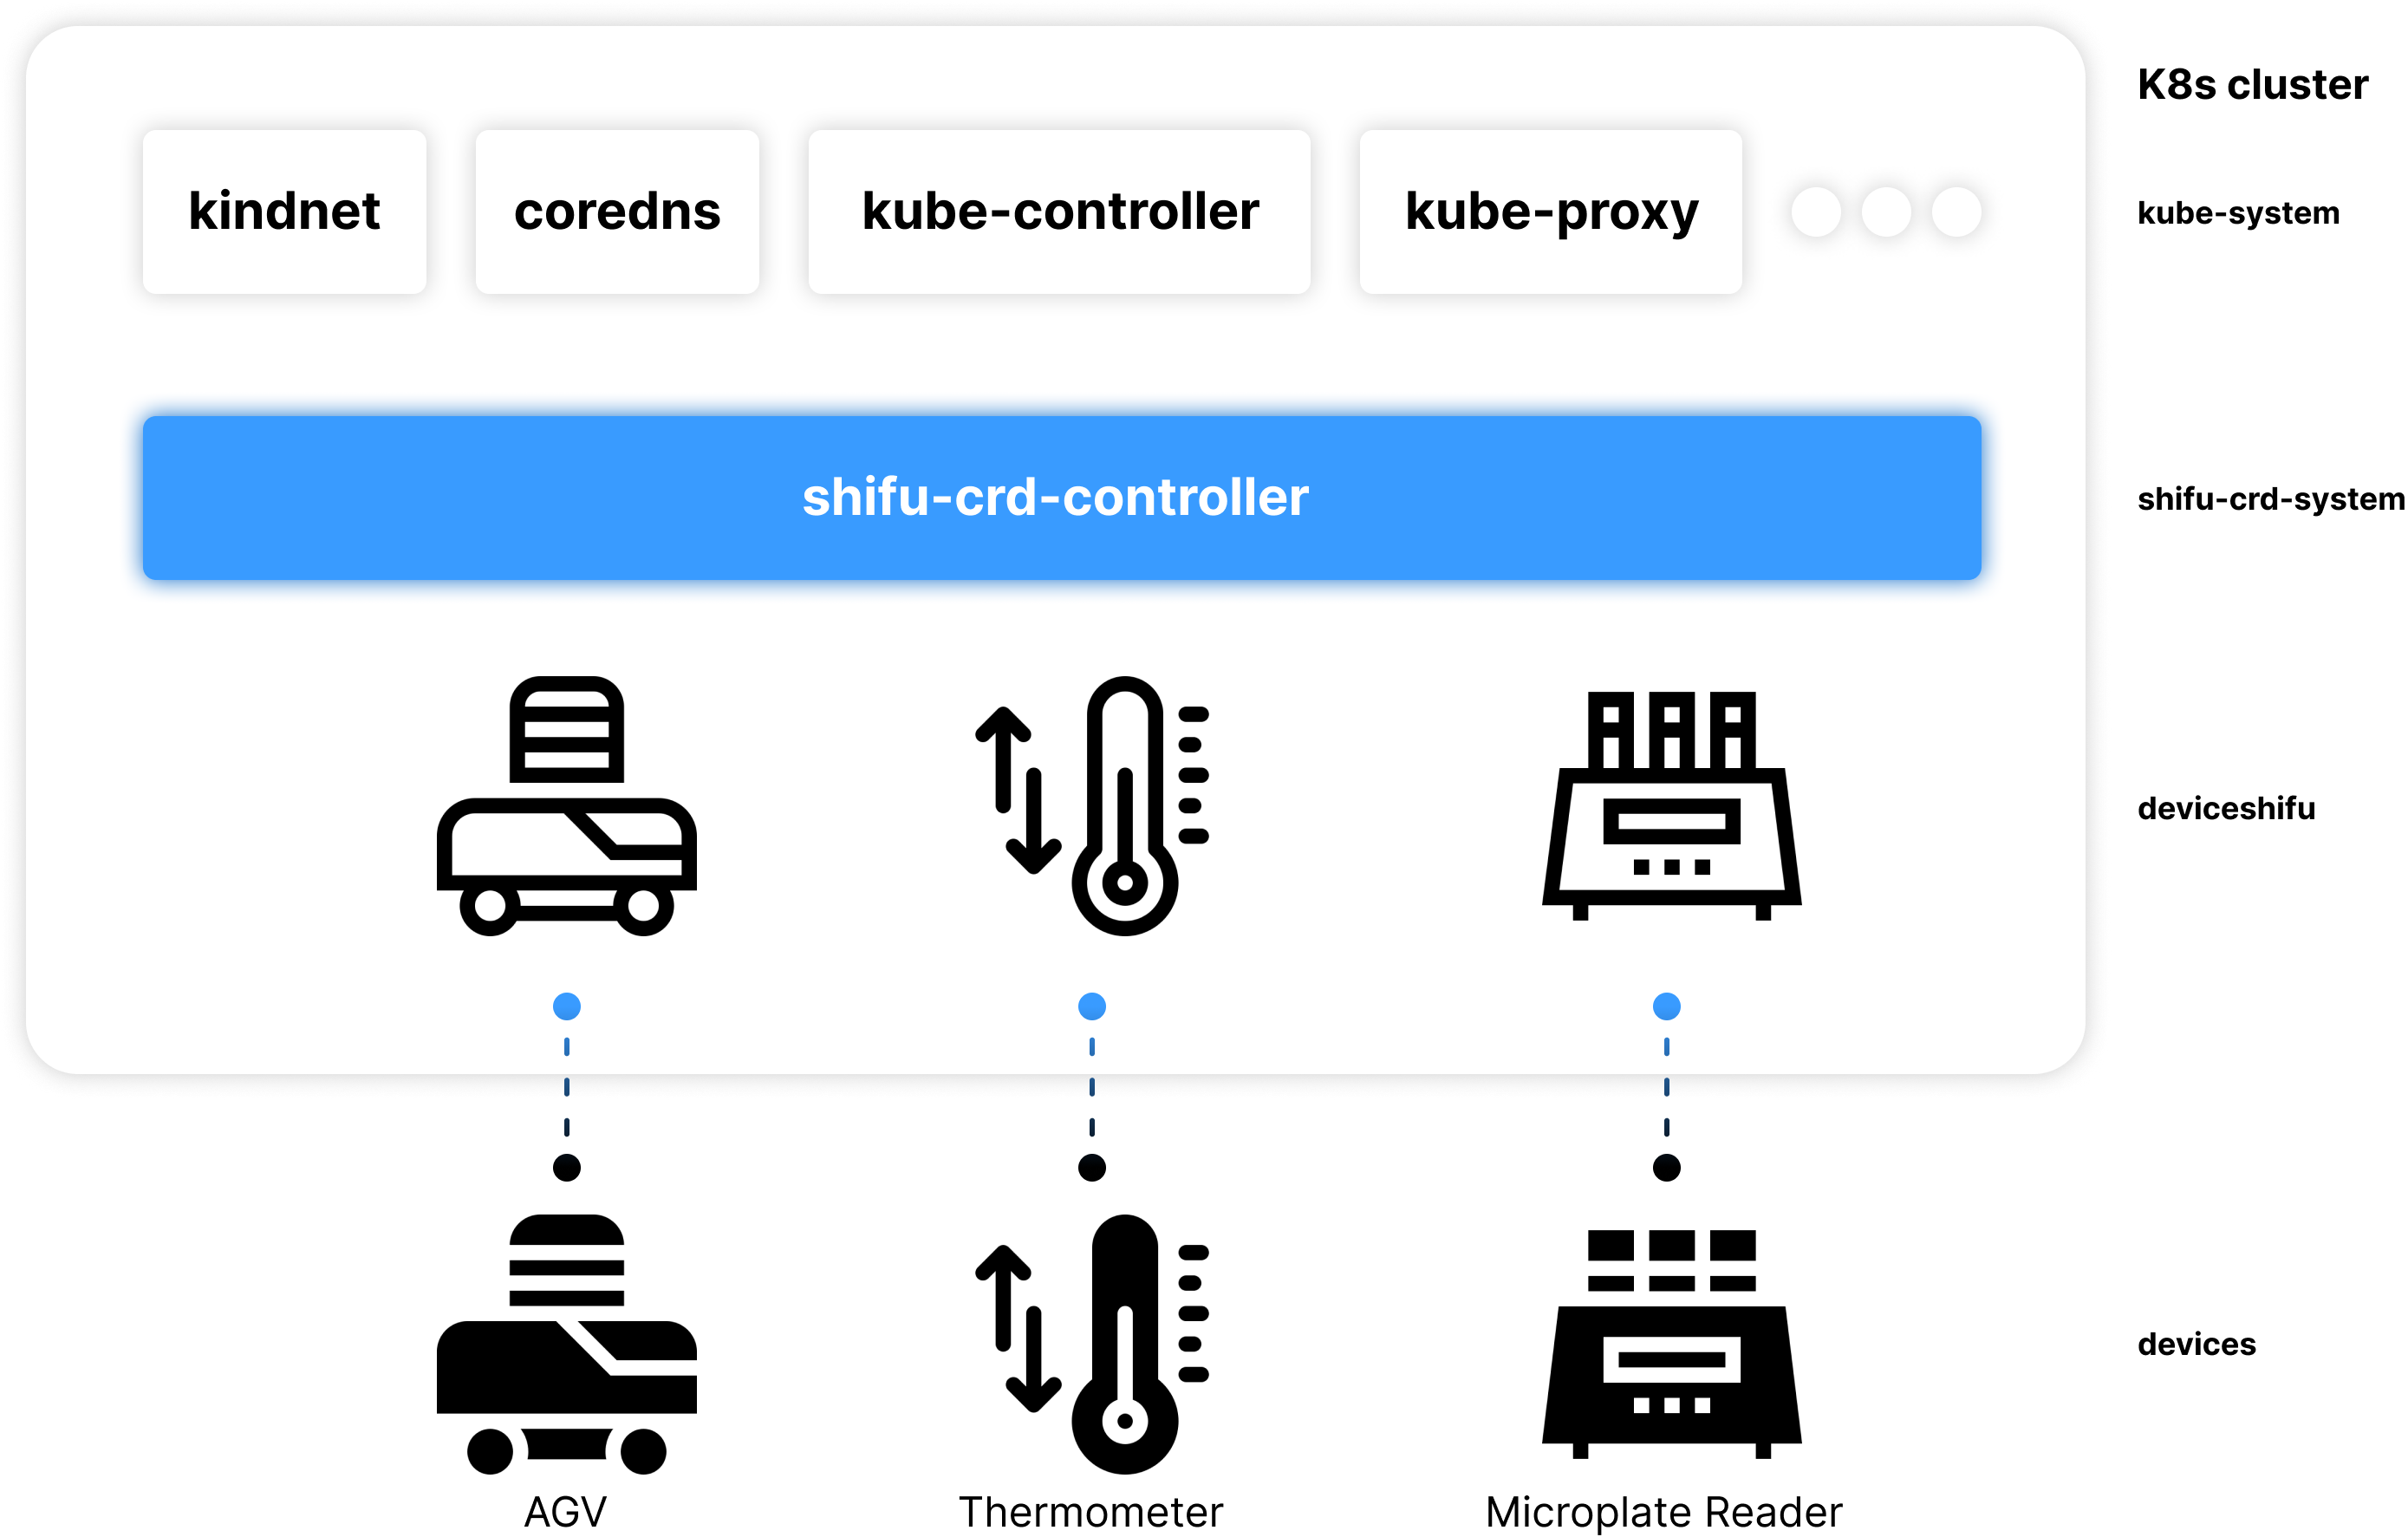 K8s cluster
kindnet coredns kube-controller kube-proxy kube-system
shifu-crd-controller shifu-crd-system
deviceshifu
devices
AGV Thermometer Microplate Reader